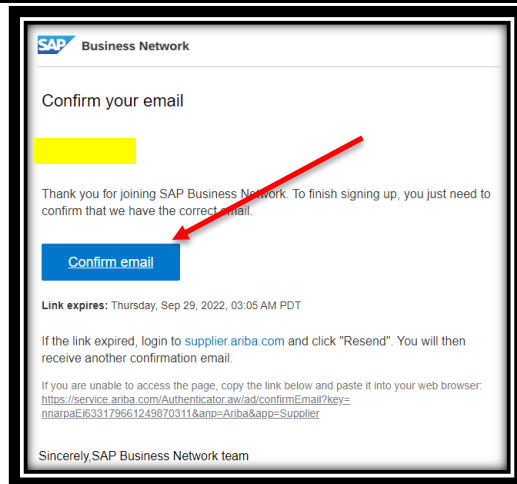 SAP Business Network
Confirm your email
Thank you for joining SAP Business Network. To finish signing up, you just need to
confirm that we have the correct email.
Confirm email
Link expires: Thursday, Sep 29, 2022, 03:05 AM PDT
If the link expired, login to supplier.ariba.com and click "Resend". You will then
receive another confirmation email.
If you are unable to access the page, copy the link below and paste it into your web browser:
https://service.ariba.com/Authenticator.aw/ad/confirmEmail?key=
nnarpaEi633179661249870311&anp=Ariba&app=Supplier
Sincerely,SAP Business Network team